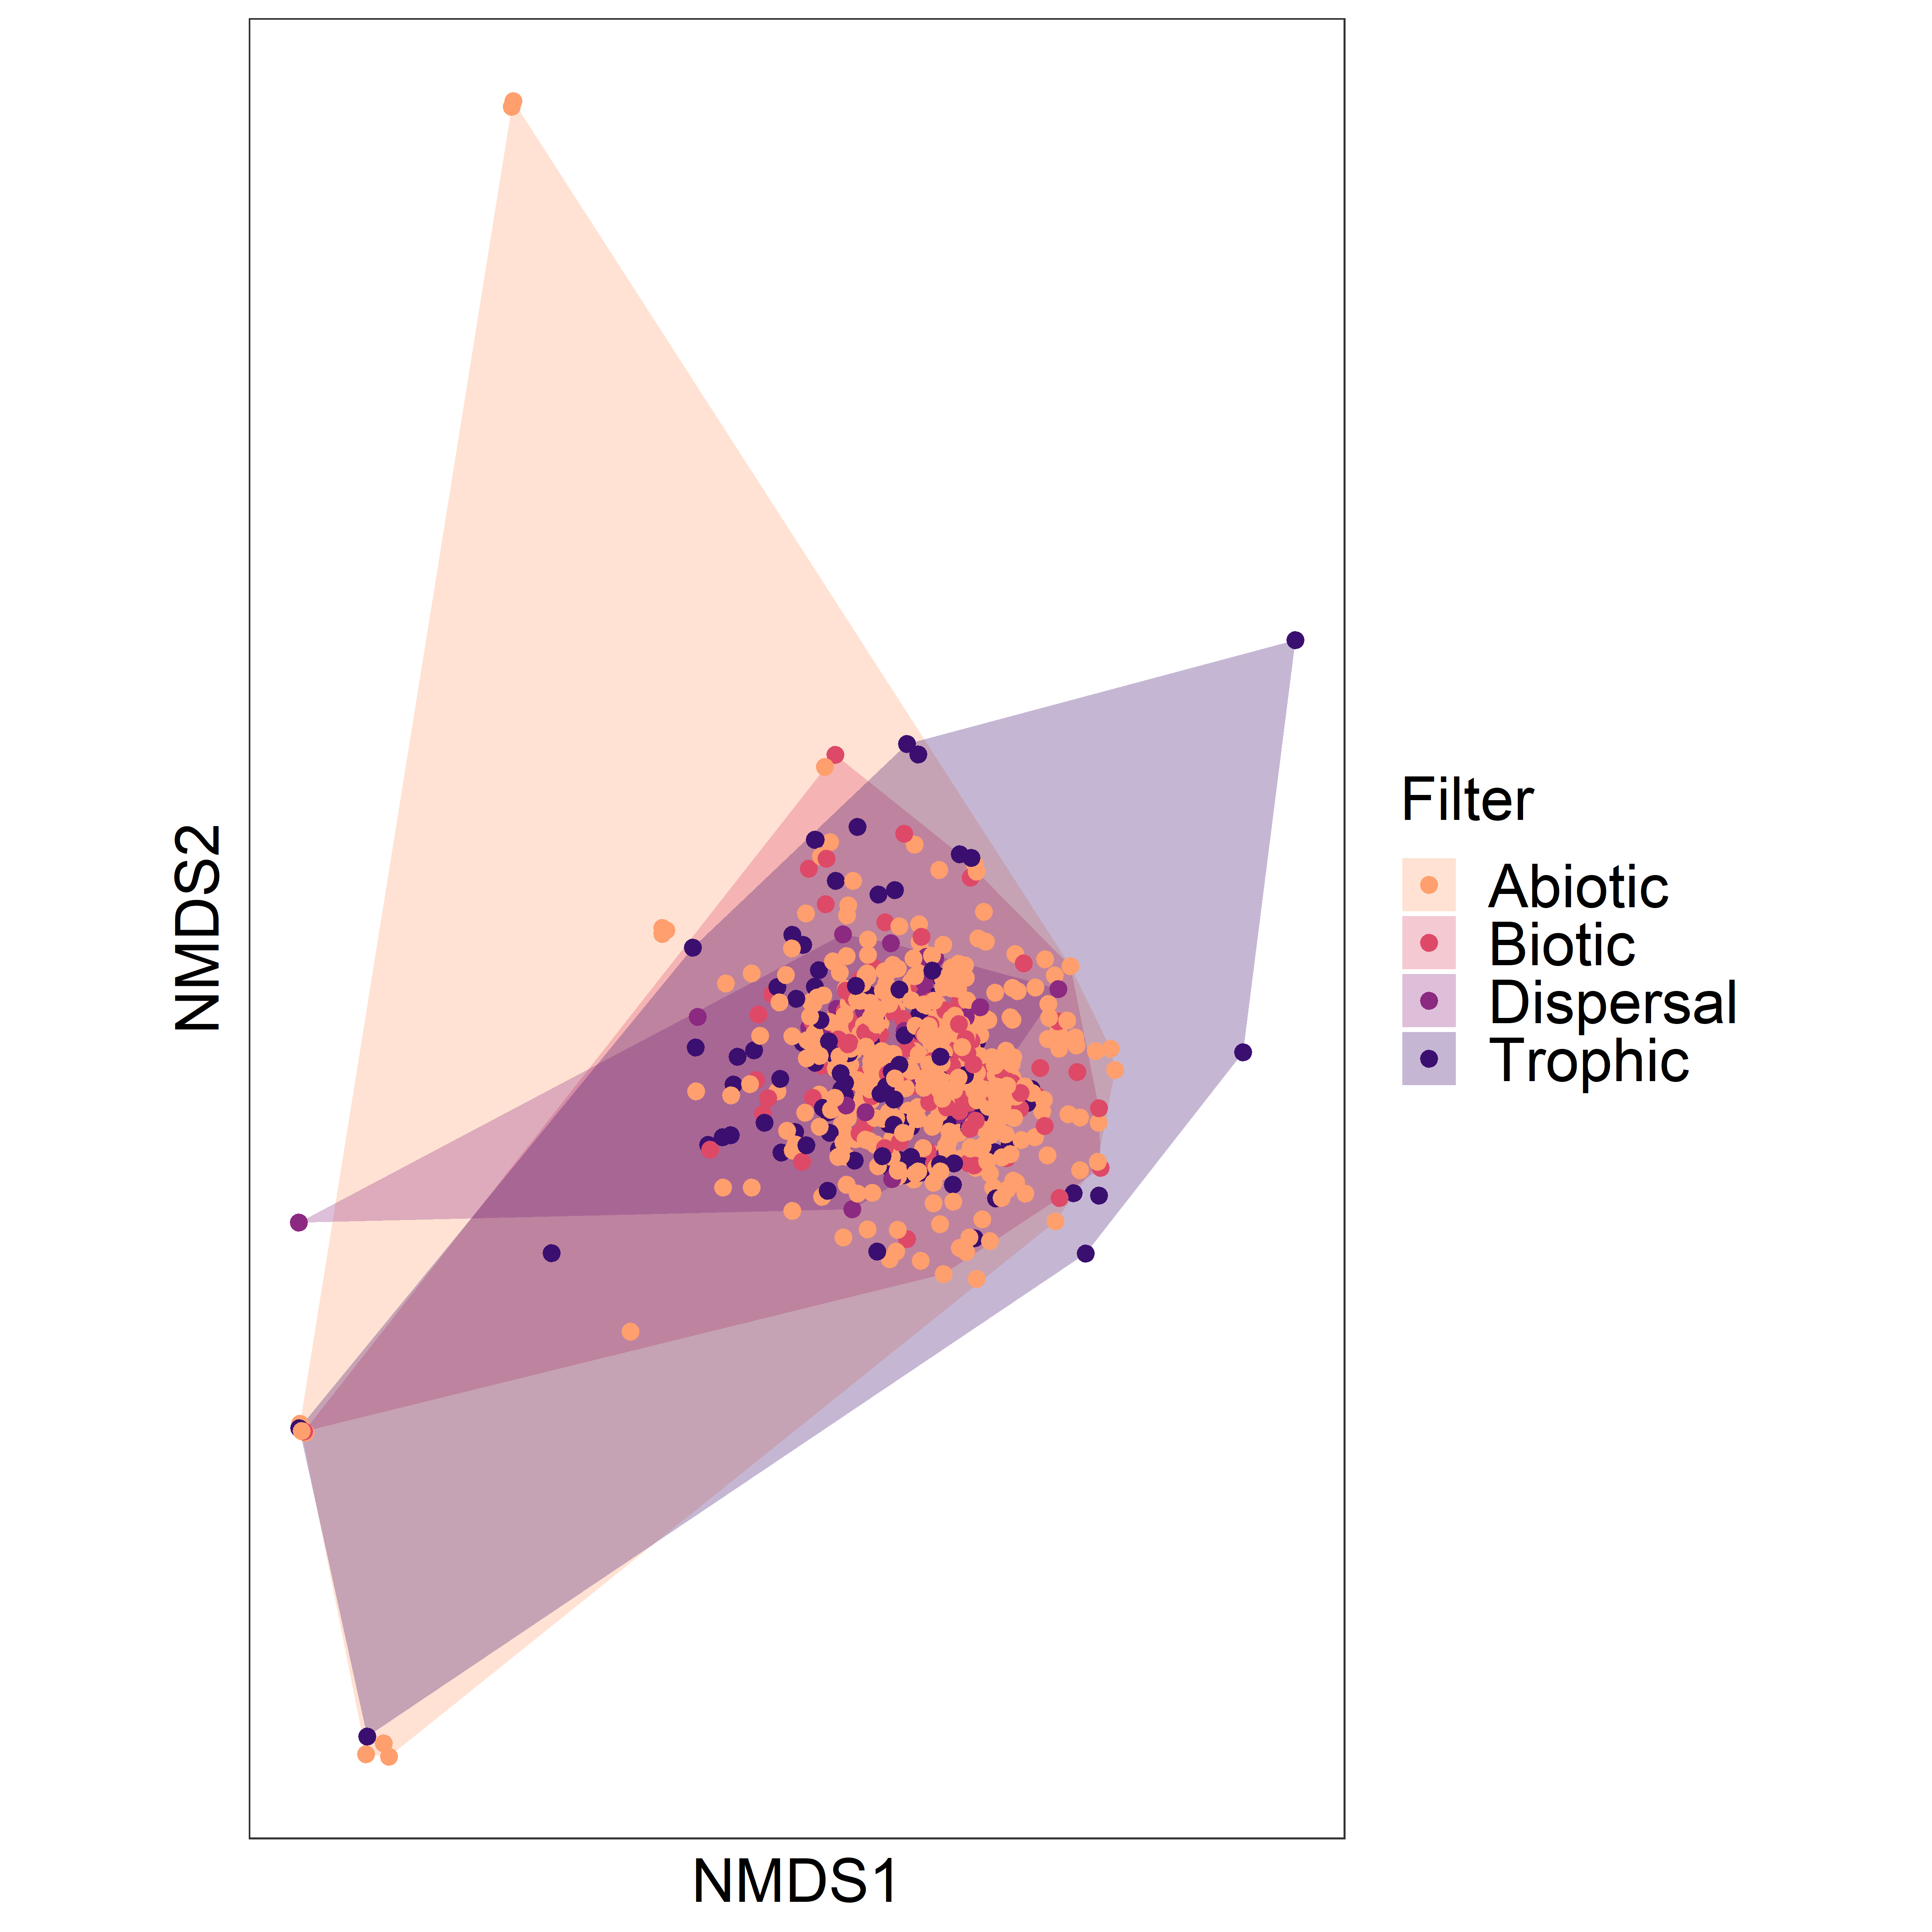 NMDS2
NMDS1
Filter
Abiotic
Biotic
Dispersal
Trophic